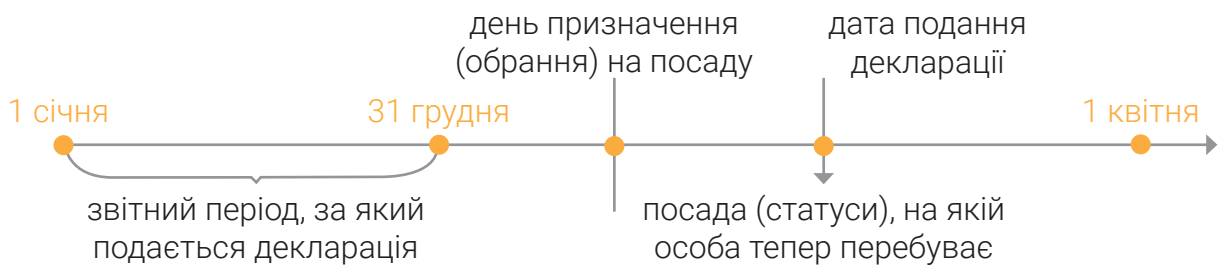 день призначення
(обрання) на посаду
дата подання
декларації
1 січня
31 грудня
1 квітня
звітний період, за який
подається декларація
посада (статуси), на якій
особа тепер перебуває